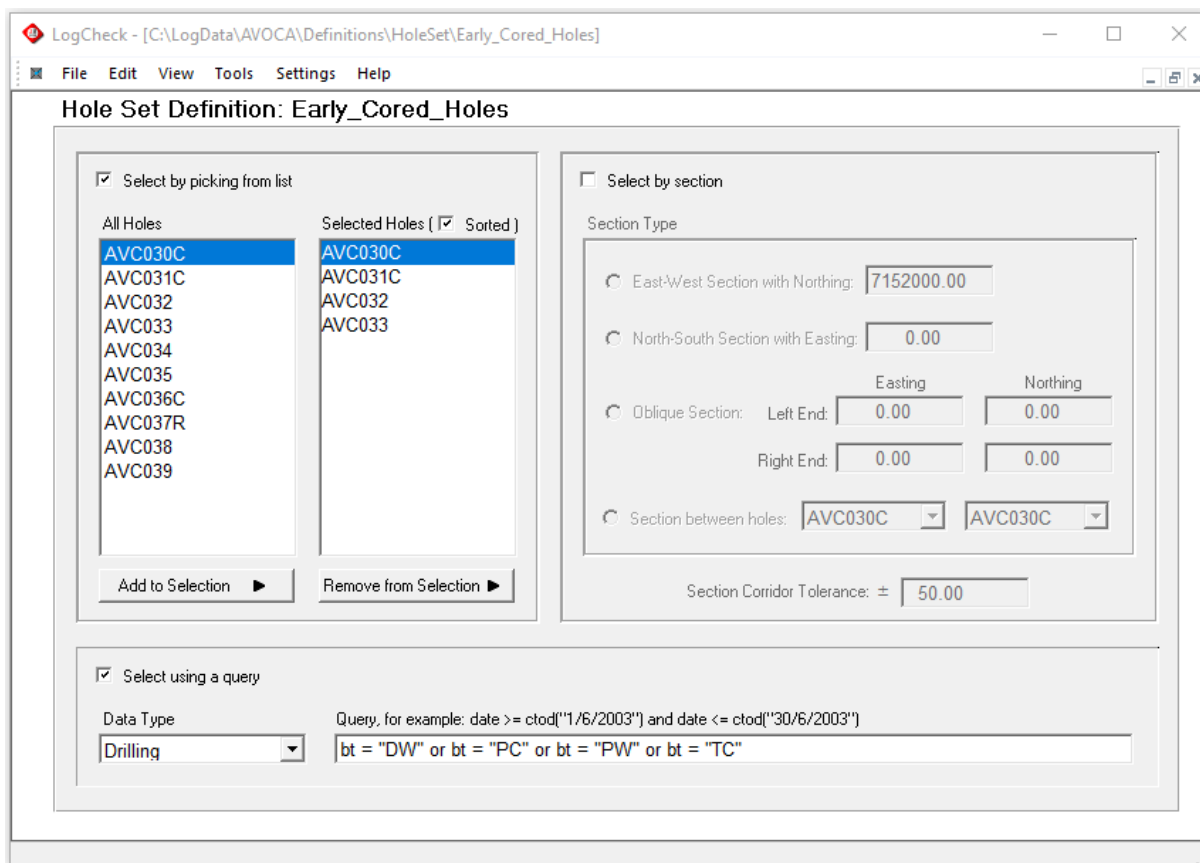 LogCheck - [C:\LogData\AVOCA\Definitions\HoleSet\Early_Cored_Holes]
File Edit View Tools Settings Help
Hole Set Definition: Early_Cored_Holes
Select by picking from list
All Holes
AVC030C
AVC031C
AVC032
AVC033
AVC034
AVC035
AVC036C
AVC037R
AVC038
AVC039
Add to Selection
Selected Holes ( Sorted )
AVC030C
AVC031C
AVC032
AVC033
Remove from Selection
Select by section
Section Type
East-West Section with Northing: 7152000.00
North-South Section with Easting: 0.00
Easting Northing
Oblique Section: Left End: 0.00 0.00
Right End: 0.00 0.00
Section between holes: AVC030C AVC030C
Section Corridor Tolerance: ± 50.00
Select using a query
Data Type
Drilling
Query, for example: date >= ctod("1/6/2003") and date <= ctod("30/6/2003")
bt = "DW" or bt = "PC" or bt = "PW" or bt = "TC"